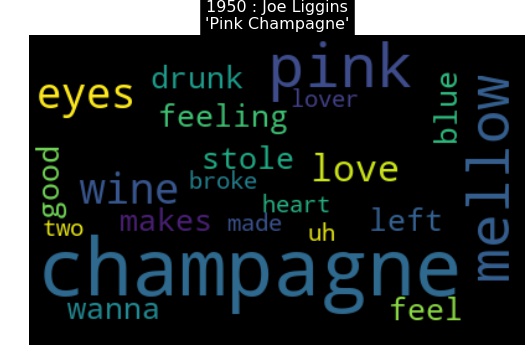 1950 : Joe Liggins
'Pink Champagne'
pink
eyes
drunk
lover
blue
mellow
feeling
stole
love
good
wine
broke
heart
two
makes
made
uh
left
champagne
wanna
feel